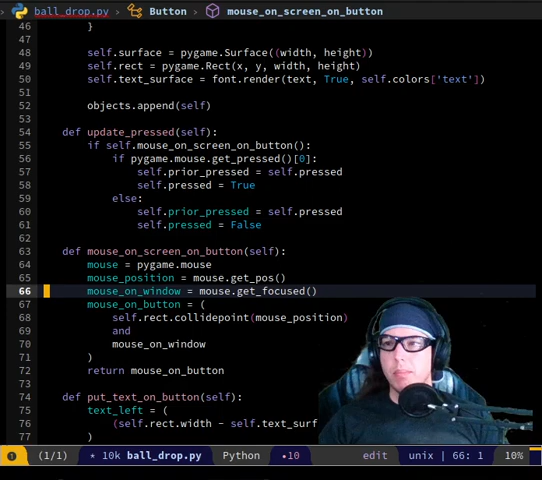 ball_drop.py › Button › mouse_on_screen_on_button
46 }
47
48 self.surface = pygame.Surface((width, height))
49 self.rect = pygame.Rect(x, y, width, height)
50 self.text_surface = font.render(text, True, self.colors['text'])
51
52 objects.append(self)
53
54 def update_pressed(self):
55 if self.mouse_on_screen_on_button():
56 if pygame.mouse.get_pressed()[0]:
57 self.prior_pressed = self.pressed
58 self.pressed = True
59 else:
60 self.prior_pressed = self.pressed
61 self.pressed = False
62
63 def mouse_on_screen_on_button(self):
64 mouse = pygame.mouse
65 mouse_position = mouse.get_pos()
66 mouse_on_window = mouse.get_focused()
67 mouse_on_button = (
68 self.rect.collidepoint(mouse_position)
69 and
70 mouse_on_window
71 )
72 return mouse_on_button
73
74 def put_text_on_button(self):
75 text_left = (
76 (self.rect.width - self.text_surf
77 )
1 (1/1) * 10k ball_drop.py Python •10 edit unix | 66: 1 10%